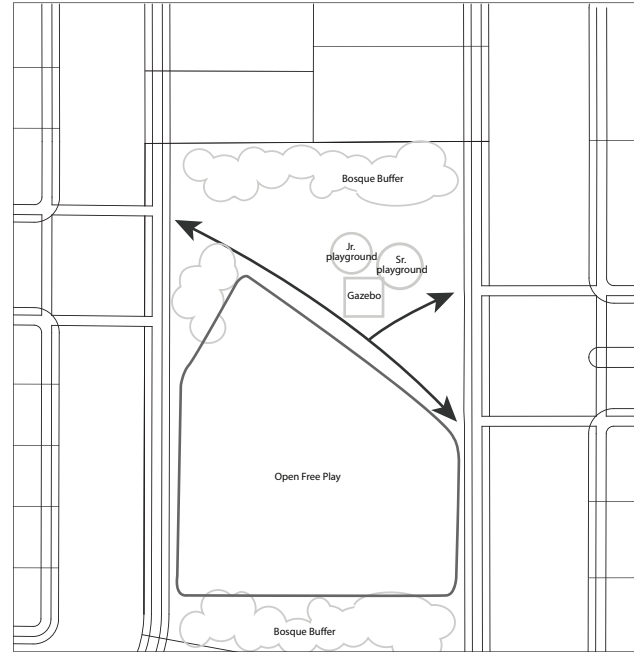 Bosque Buffer
Jr.
playground
Sr.
playground
Gazebo
Open Free Play
Bosque Buffer